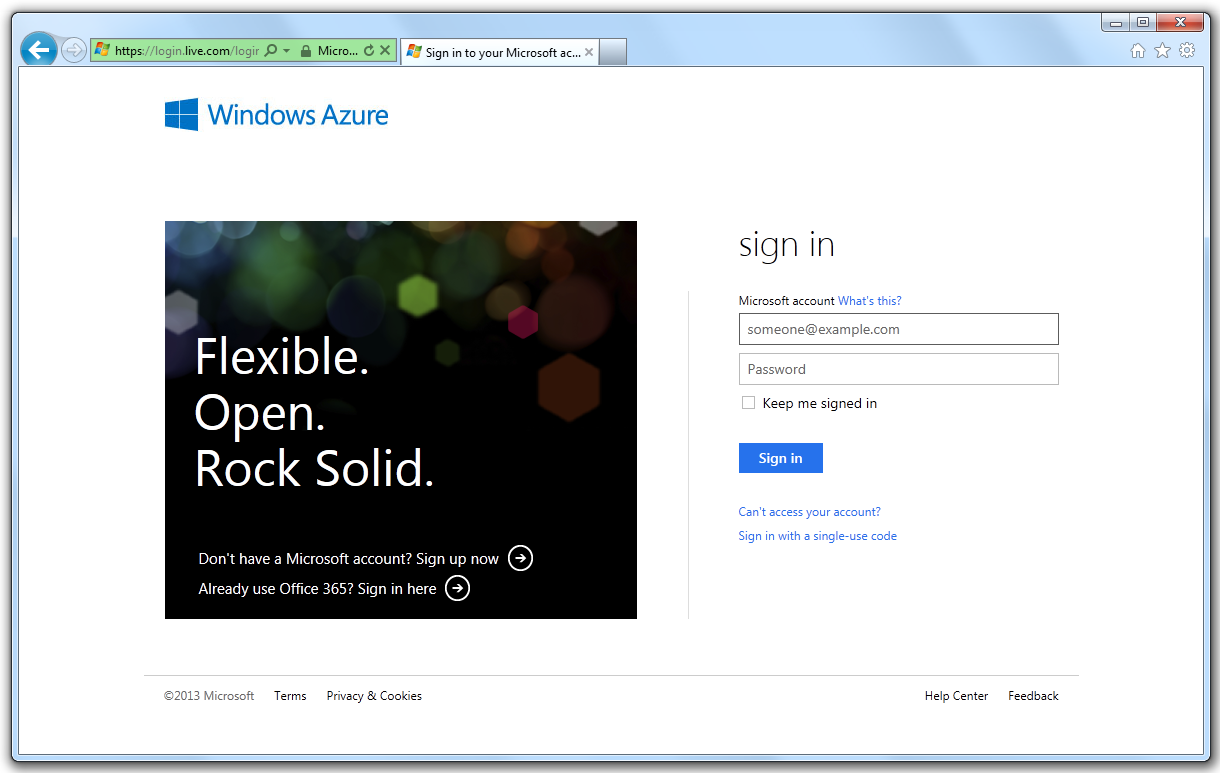 https://login.live.com/logir
Micro...
Sign in to your Microsoft ac...
Windows Azure
Flexible.
Open.
Rock Solid.
Don't have a Microsoft account? Sign up now
Already use Office 365? Sign in here
sign in
Microsoft account What's this?
someone@example.com
Password
Keep me signed in
Sign in
Can't access your account?
Sign in with a single-use code
©2013 Microsoft Terms Privacy & Cookies
Help Center Feedback